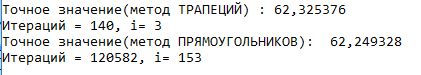 Точное значение(метод ТРАПЕЦИЙ) : 62,325376
Итераций = 140, i= 3
Точное значение(метод ПРЯМОУГОЛЬНИКОВ):  62,249328
Итераций = 120582, i= 153